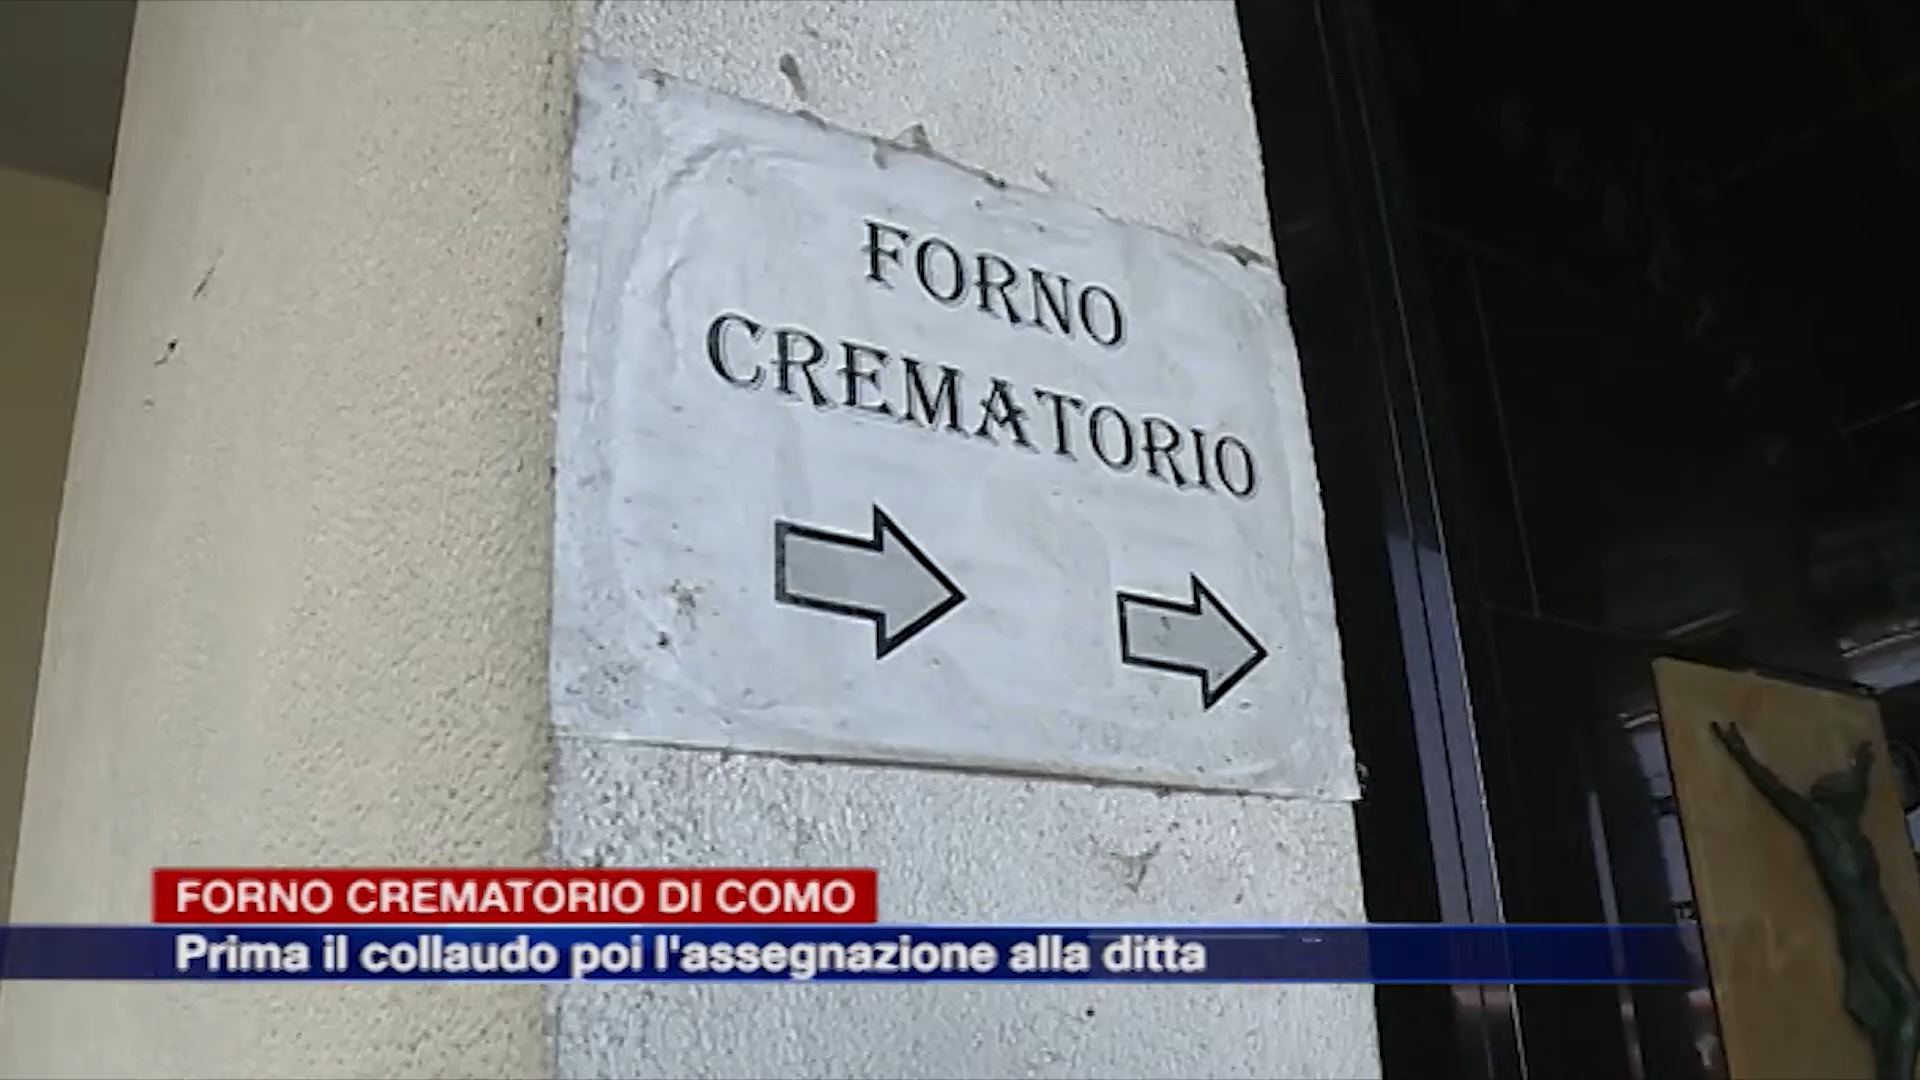 FORNO
CREMATORIO
FORNO CREMATORIO DI COMO
Prima il collaudo poi l'assegnazione alla ditta